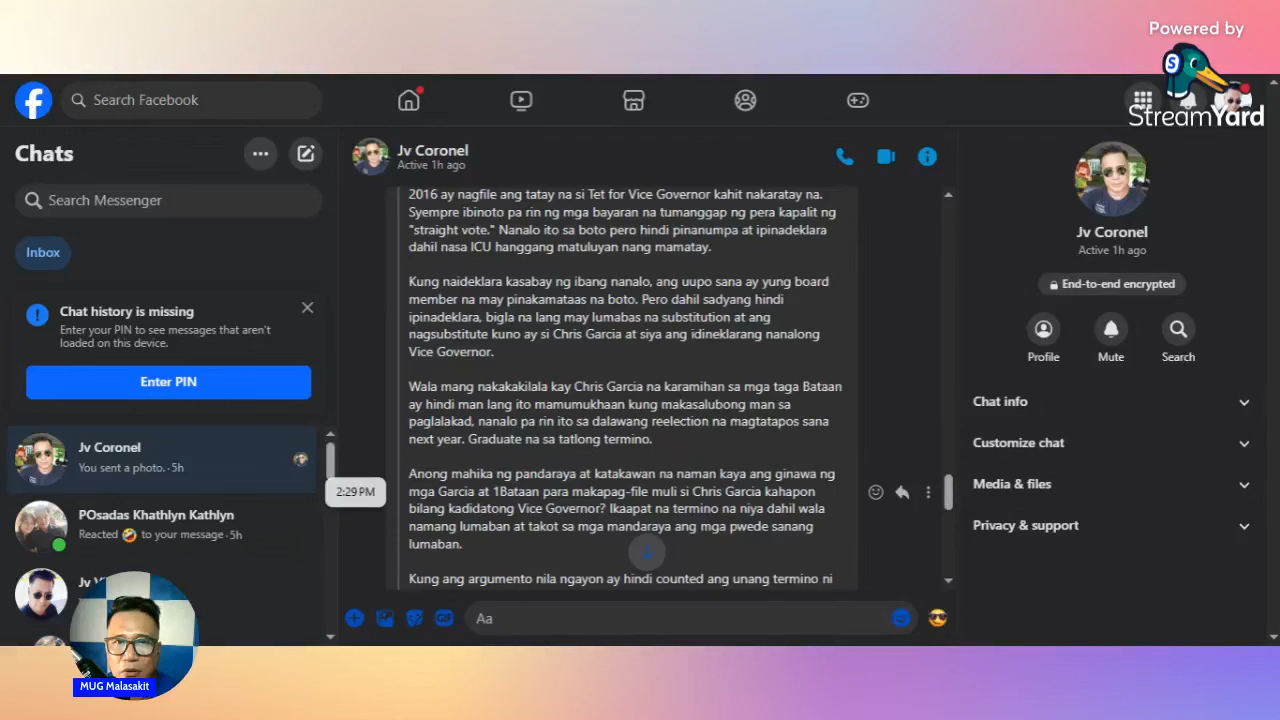 Powered by
StreamYard
Search Facebook
Chats
Search Messenger
Inbox
Chat history is missing
Enter your PIN to see messages that aren't
loaded on this device.
Enter PIN
Jv Coronel
You sent a photo. · 5h
POsadas Khathlyn Kathlyn
Reacted 🤣 to your message · 5h
Jv
MUG Malasakit
2:29 PM
Jv Coronel
Active 1h ago
2016 ay nagfile ang tatay na si Tet for Vice Governor kahit nakaratay na.
Syempre ibinoto pa rin ng mga bayaran na tumanggap ng pera kapalit ng
"straight vote." Nanalo ito sa boto pero hindi pinanumpa at ipinadeklara
dahil nasa ICU hanggang matuluyan nang mamatay.
Kung naideklara kasabay ng ibang nanalo, ang uupo sana ay yung board
member na may pinakamataas na boto. Pero dahil sadyang hindi
ipinadeklara, bigla na lang may lumabas na substitution at ang
nagsubstitute kuno ay si Chris Garcia at siya ang idineklarang nanalong
Vice Governor.
Wala mang nakakakilala kay Chris Garcia na karamihan sa mga taga Bataan
ay hindi man lang ito mamumukhaan kung makasalubong man sa
paglalakad, nanalo pa rin ito sa dalawang reelection na magtatapos sana
next year. Graduate na sa tatlong termino.
Anong mahika ng pandaraya at katakawan na naman kaya ang ginawa ng
mga Garcia at 1Bataan para makapag-file muli si Chris Garcia kahapon
bilang kadidatong Vice Governor? Ikaapat na termino na niya dahil wala
namang lumaban at takot sa mga mandaraya ang mga pwede sanang
lumaban.
Kung ang argumento nila ngayon ay hindi counted ang unang termino ni
Aa
Jv Coronel
Active 1h ago
End-to-end encrypted
Profile
Mute
Search
Chat info
Customize chat
Media & files
Privacy & support